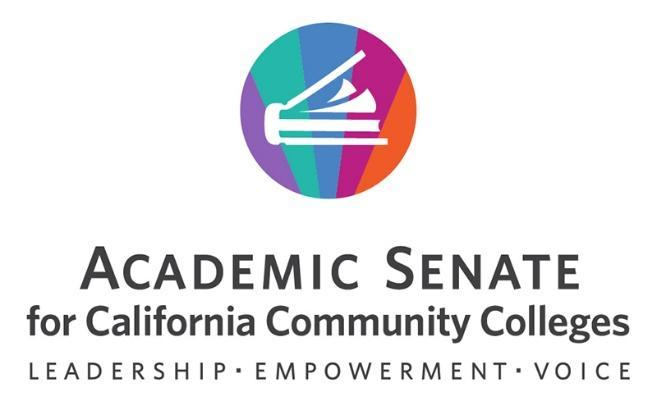 ACADEMIC SENATE
for California Community Colleges
LEADERSHIP · EMPOWERMENT · VOICE